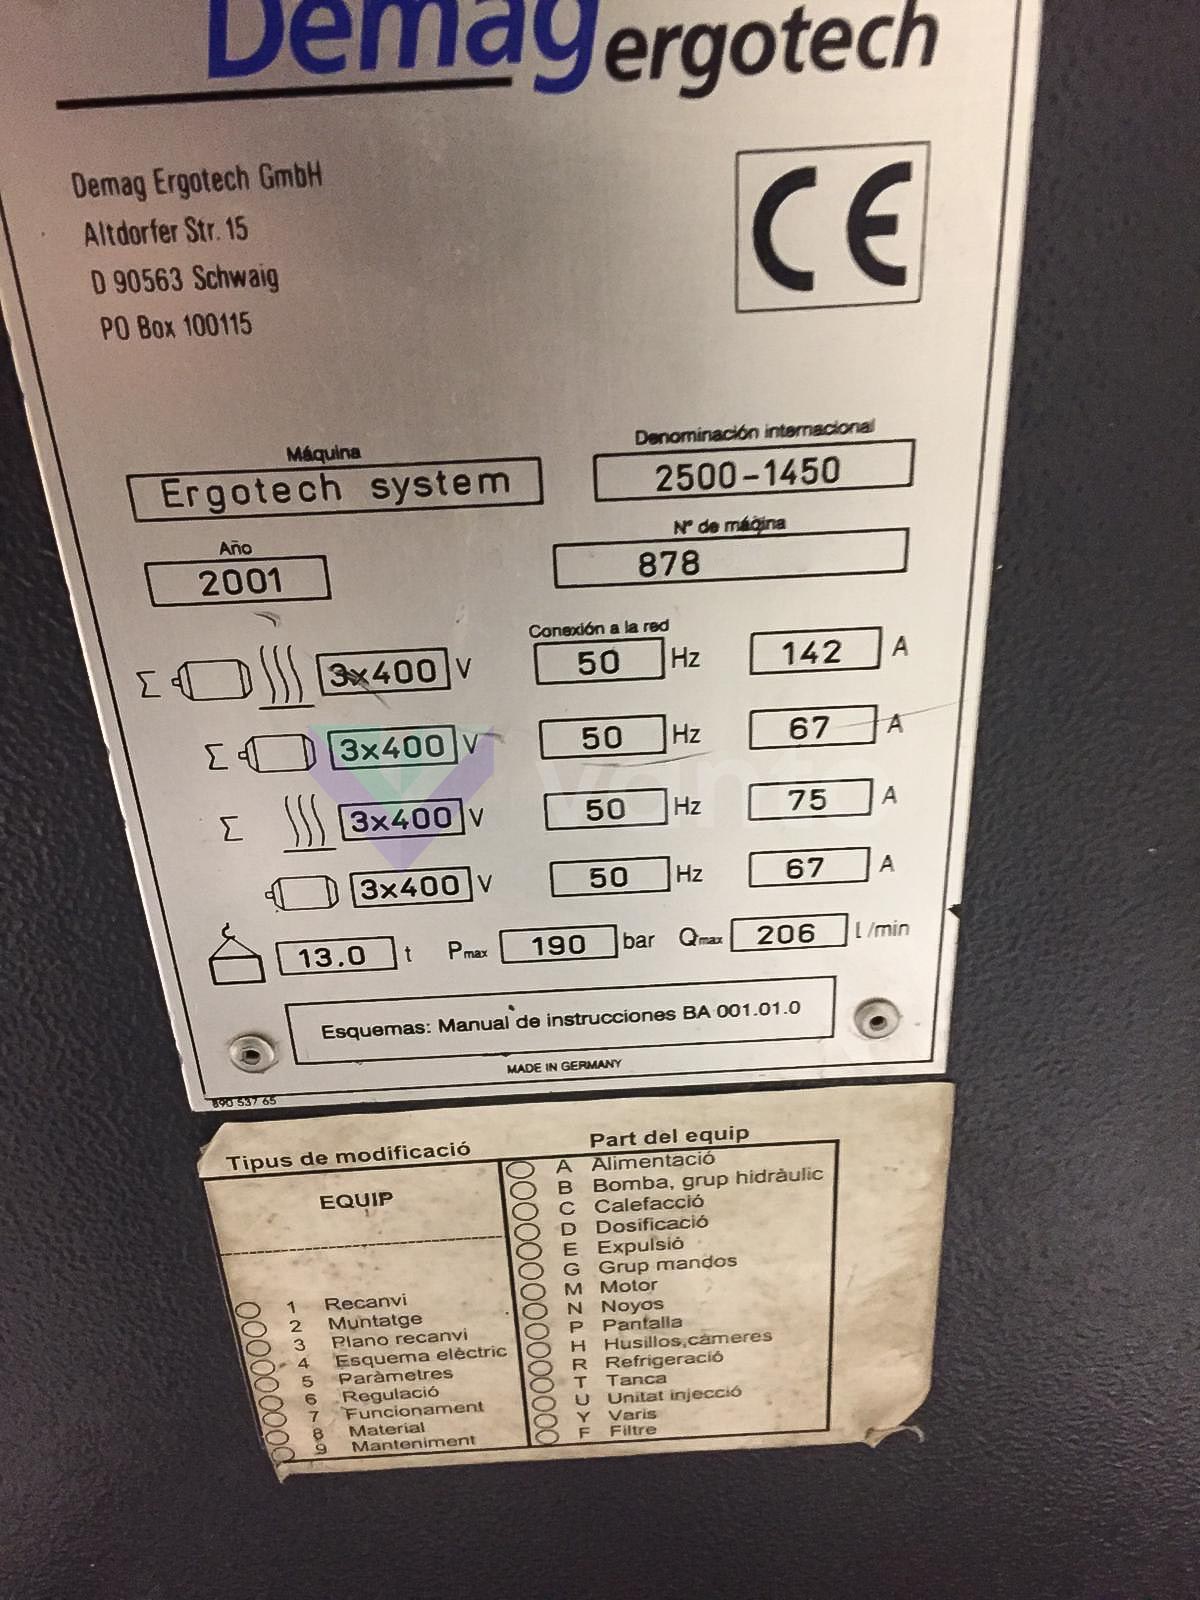 Demag ergotech
Demag Ergotech GmbH
Altdorfer Str. 15
D 90563 Schwaig
PO Box 100115
CE
Máquina
Ergotech system
Denominación internacional
2500-1450
Año
2001
Nº de máqina
878
Conexión a la red
Σ 3x400 V 50 Hz 142 A
Σ 3x400 V 50 Hz 67 A
Σ 3x400 V 50 Hz 75 A
3x400 V 50 Hz 67 A
13.0 t Pmax 190 bar Qmax 206 l/min
Esquemas: Manual de instrucciones BA 001.01.0
MADE IN GERMANY
890 537 65
Tipus de modificació
EQUIP
1 Recanvi
2 Muntatge
3 Plano recanvi
4 Esquema elèctric
5 Paràmetres
6 Regulació
7 Funcionament
8 Material
9 Manteniment
Part del equip
A Alimentació
B Bomba, grup hidràulic
C Calefacció
D Dosificació
E Expulsió
G Grup mandos
M Motor
N Noyos
P Pantalla
H Husillos,càmeres
R Refrigeració
T Tanca
U Unitat injecció
Y Varis
F Filtre